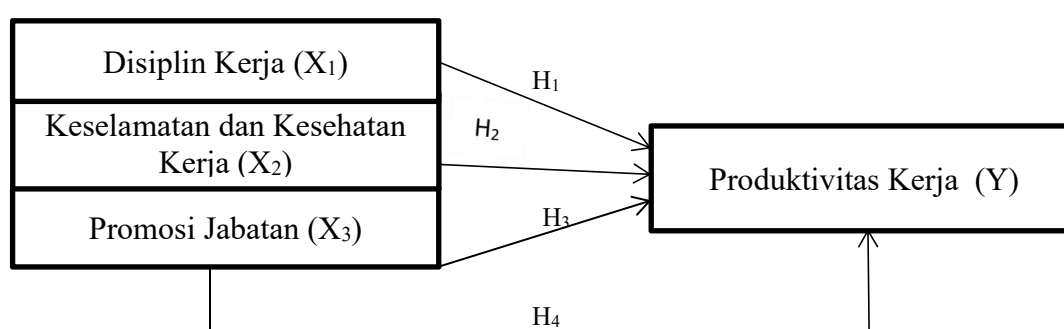 Disiplin Kerja (X₁)
H₁
Keselamatan dan Kesehatan
Kerja (X₂)
H₂
Produktivitas Kerja (Y)
Promosi Jabatan (X₃)
H₃
H₄